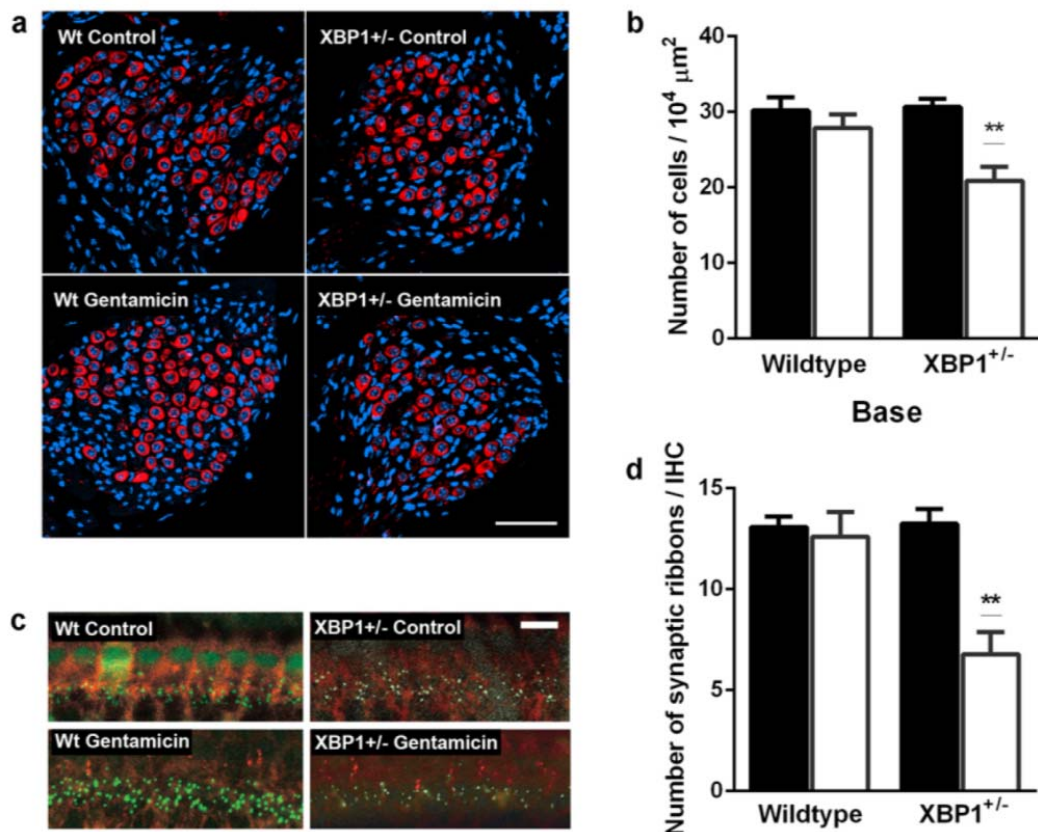 a
Wt Control
XBP1+/- Control
Wt Gentamicin
XBP1+/- Gentamicin
b
Number of cells / 10⁴ μm²
40
30
20
10
0
**
Wildtype
XBP1⁺/⁻
c
Wt Control
XBP1+/- Control
Wt Gentamicin
XBP1+/- Gentamicin
Base
d
Number of synaptic ribbons / IHC
15
10
5
0
**
Wildtype
XBP1⁺/⁻